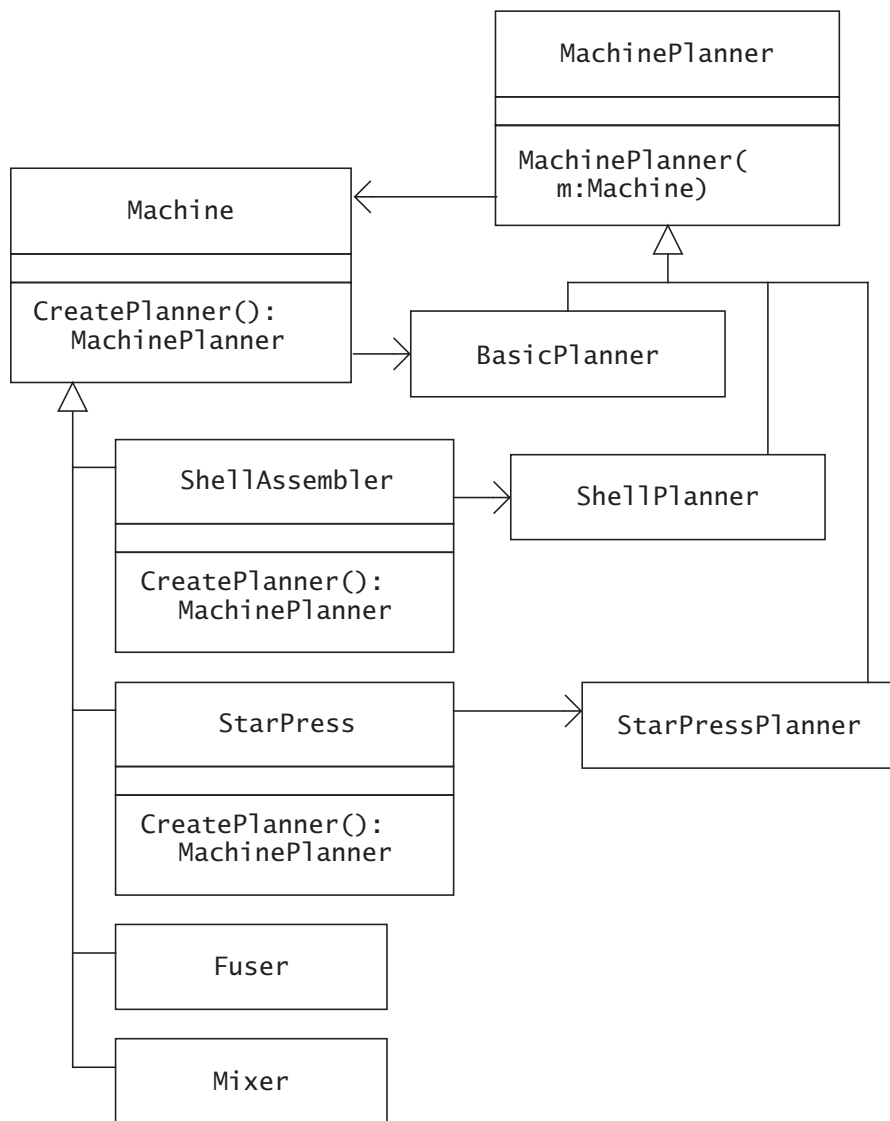 MachinePlanner
MachinePlanner(
m:Machine)
Machine
CreatePlanner():
MachinePlanner
BasicPlanner
ShellAssembler
CreatePlanner():
MachinePlanner
ShellPlanner
StarPress
CreatePlanner():
MachinePlanner
StarPressPlanner
Fuser
Mixer